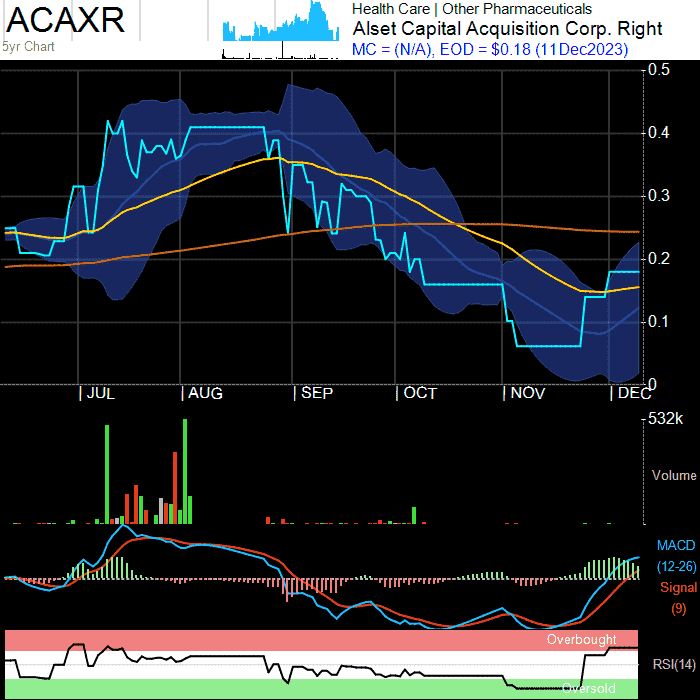 ACAXR
5yr Chart
Health Care | Other Pharmaceuticals
Alset Capital Acquisition Corp. Right
MC = (N/A), EOD = $0.18 (11Dec2023)
0.5
0.4
0.3
0.2
0.1
0
JUL AUG SEP OCT NOV DEC
532k
Volume
MACD
(12-26)
Signal
(9)
Overbought
RSI(14)
Oversold